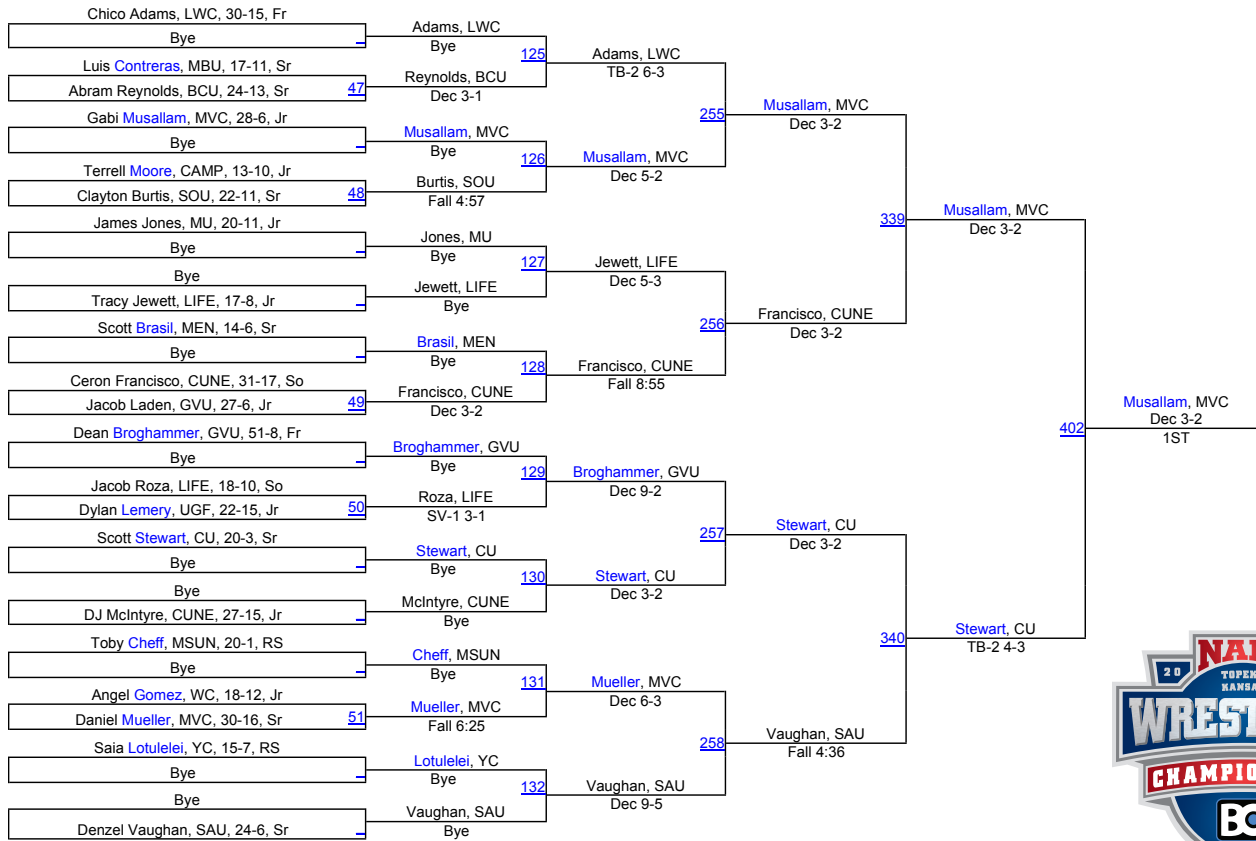 Chico Adams, LWC, 30-15, Fr
Bye
Luis Contreras, MBU, 17-11, Sr
Abram Reynolds, BCU, 24-13, Sr
47
Gabi Musallam, MVC, 28-6, Jr
Bye
Terrell Moore, CAMP, 13-10, Jr
Clayton Burtis, SOU, 22-11, Sr
48
James Jones, MU, 20-11, Jr
Bye
Bye
Tracy Jewett, LIFE, 17-8, Jr
Scott Brasil, MEN, 14-6, Sr
Bye
Ceron Francisco, CUNE, 31-17, So
Jacob Laden, GVU, 27-6, Jr
49
Dean Broghammer, GVU, 51-8, Fr
Bye
Jacob Roza, LIFE, 18-10, So
Dylan Lemery, UGF, 22-15, Jr
50
Scott Stewart, CU, 20-3, Sr
Bye
Bye
DJ McIntyre, CUNE, 27-15, Jr
Toby Cheff, MSUN, 20-1, RS
Bye
Angel Gomez, WC, 18-12, Jr
Daniel Mueller, MVC, 30-16, Sr
51
Saia Lotulelei, YC, 15-7, RS
Bye
Bye
Denzel Vaughan, SAU, 24-6, Sr
Adams, LWC
Bye
125
Reynolds, BCU
Dec 3-1
Musallam, MVC
Bye
126
Burtis, SOU
Fall 4:57
Jones, MU
Bye
127
Jewett, LIFE
Bye
Brasil, MEN
Bye
128
Francisco, CUNE
Dec 3-2
Broghammer, GVU
Bye
129
Roza, LIFE
SV-1 3-1
Stewart, CU
Bye
130
McIntyre, CUNE
Bye
Cheff, MSUN
Bye
131
Mueller, MVC
Fall 6:25
Lotulelei, YC
Bye
132
Vaughan, SAU
Bye
Adams, LWC
TB-2 6-3
255
Musallam, MVC
Dec 5-2
Jewett, LIFE
Dec 5-3
256
Francisco, CUNE
Fall 8:55
Broghammer, GVU
Dec 9-2
257
Stewart, CU
Dec 3-2
Mueller, MVC
Dec 6-3
258
Vaughan, SAU
Dec 9-5
Musallam, MVC
Dec 3-2
339
Francisco, CUNE
Dec 3-2
Stewart, CU
Dec 3-2
340
Vaughan, SAU
Fall 4:36
Musallam, MVC
Dec 3-2
402
Stewart, CU
TB-2 4-3
Musallam, MVC
Dec 3-2
1ST
20
TOPEK
KANSA
WREST
CHAMPIO